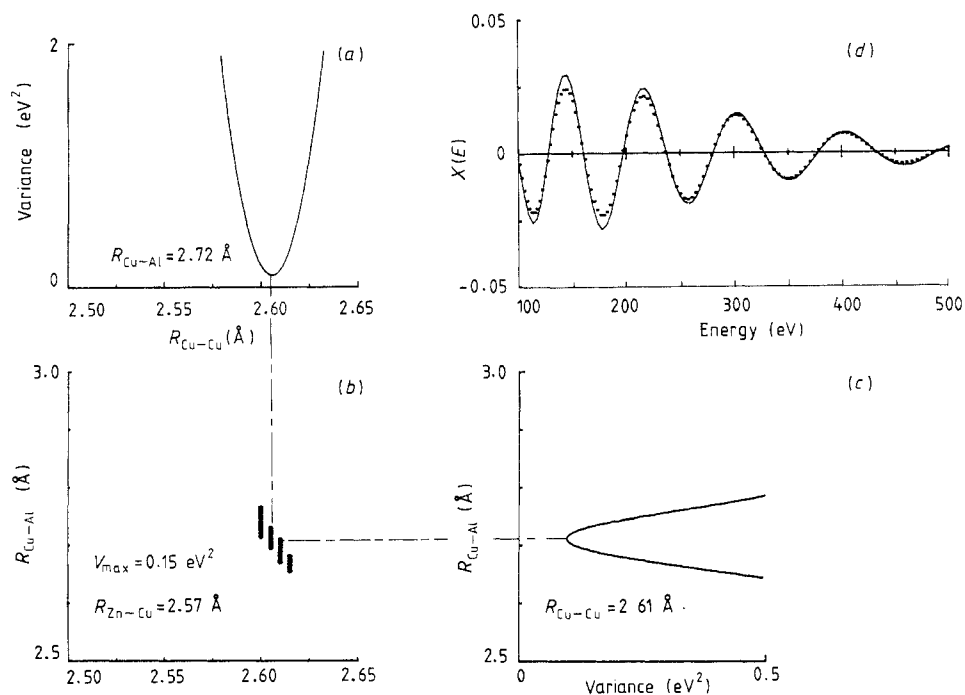 (a)
2
1
0
Variance (eV²)
R_Cu-Al = 2.72 Å
2.50 2.55 2.60 2.65
R_Cu-Cu (Å)
(d)
0.05
0
-0.05
X(E)
100 200 300 400 500
Energy (eV)
(b)
3.0
2.5
R_Cu-Al (Å)
V_max = 0.15 eV²
R_Zn-Cu = 2.57 Å
2.50 2.55 2.60 2.65
(c)
3.0
2.5
R_Cu-Al (Å)
R_Cu-Cu = 2 61 Å
0 0.5
Variance (eV²)